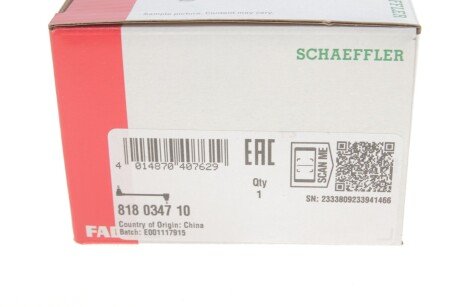 Sample picture. Content may vary.
SCHAEFFLER
4 014870 407629
EAC
SCAN ME
Qty
1
818 0347 10
SN: 2333809233941466
Country of Origin: China
Batch: E001117915
FA